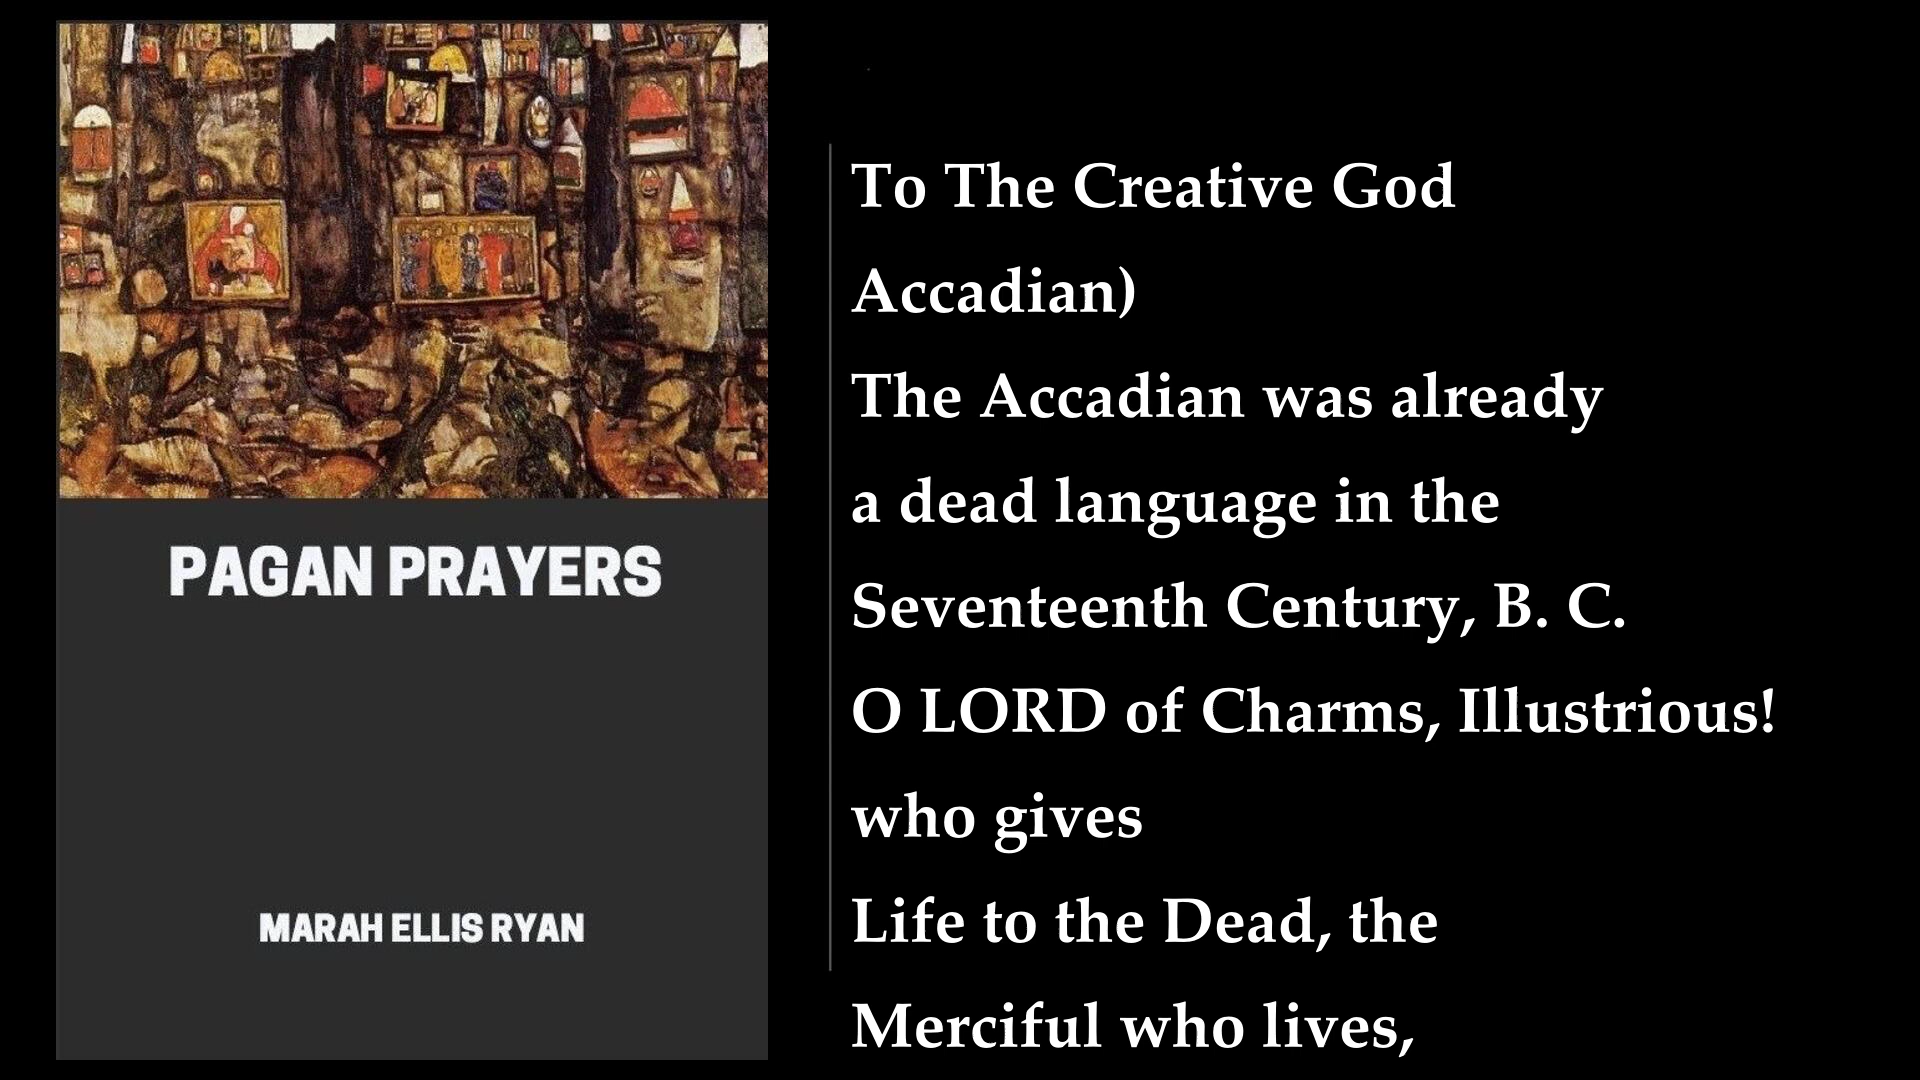 PAGAN PRAYERS
MARAH ELLIS RYAN
To The Creative God
Accadian)
The Accadian was already
a dead language in the
Seventeenth Century, B. C.
O LORD of Charms, Illustrious!
who gives
Life to the Dead, the
Merciful who lives,